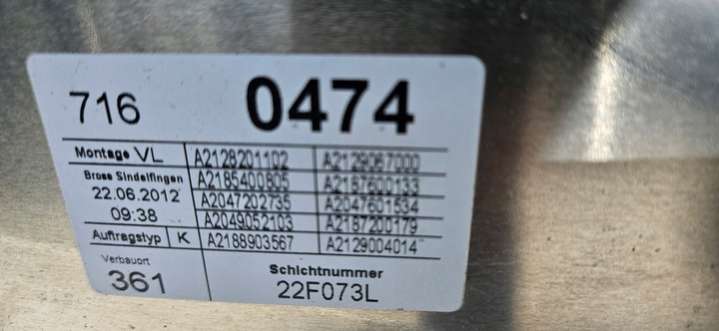 716 0474
Montage VL A2128201102 A2129067000
Brose Sindelfingen A2185400805 A2187600133
22.06.2012 A2047202735 A2047601534
09:38 A2049052103 A2187200179
Auftragstyp K A2188903567 A2129004014
Verbauort Schichtnummer
361 22F073L